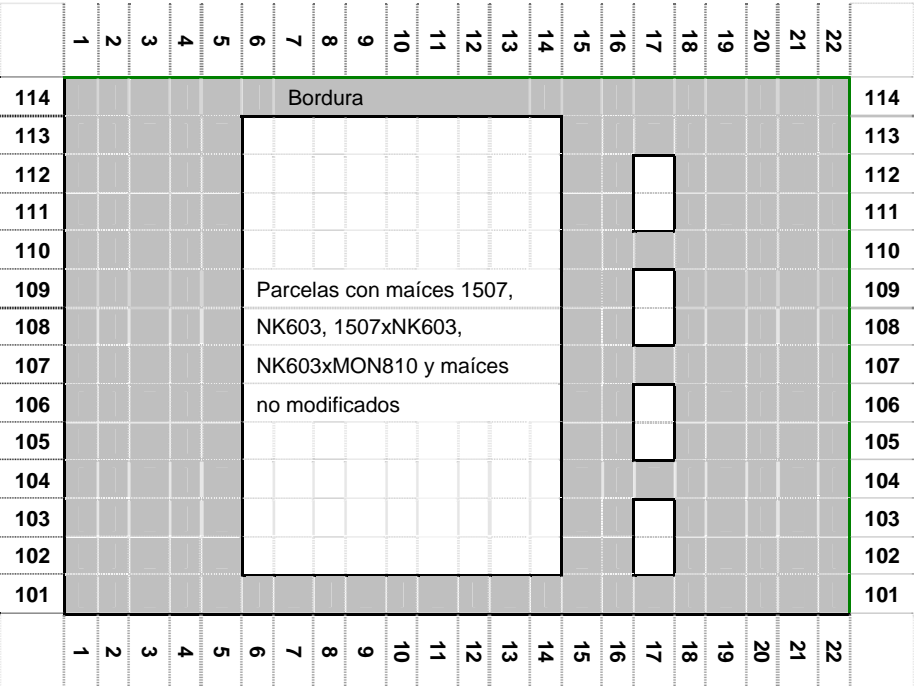 1 2 3 4 5 6 7 8 9 10 11 12 13 14 15 16 17 18 19 20 21 22
114 Bordura 114
113 113
112 112
111 111
110 110
109 Parcelas con maíces 1507, 109
108 NK603, 1507xNK603, 108
107 NK603xMON810 y maíces 107
106 no modificados 106
105 105
104 104
103 103
102 102
101 101
1 2 3 4 5 6 7 8 9 10 11 12 13 14 15 16 17 18 19 20 21 22